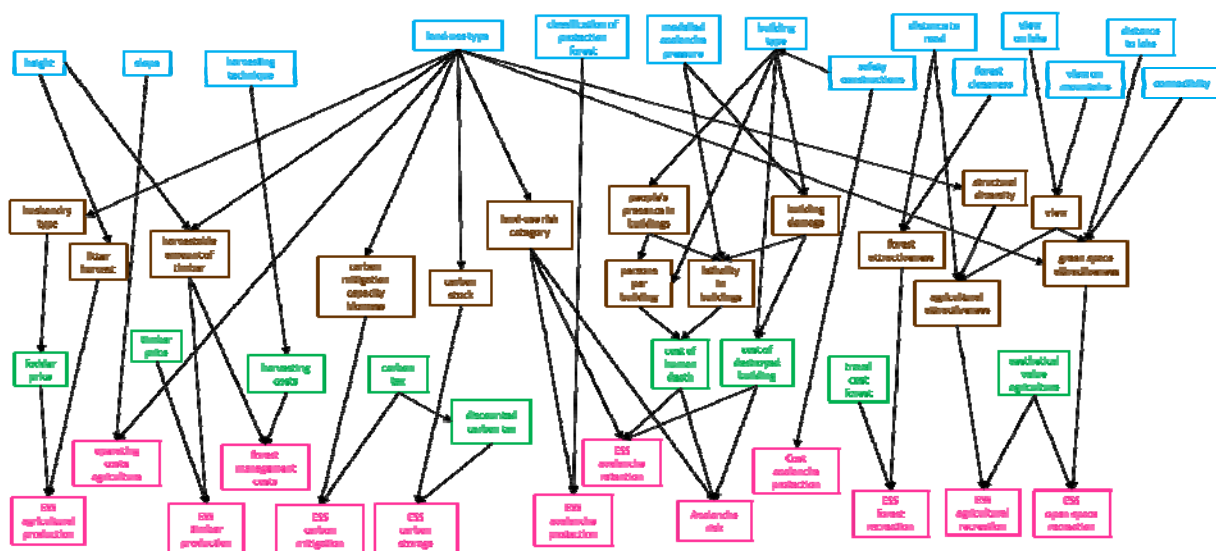 land-use type
classification of
protection
forest
modelled
avalanche
pressure
building
type
distance to
road
view
on lake
distance
to lake
height
slope
harvesting
technique
safety
constructions
forest
cleanness
view on
mountains
connectivity
husbandry
type
litter
harvest
harvestable
amount of
timber
carbon
mitigation
capacity
biomass
carbon
stock
land-use risk
category
people's
presence in
buildings
building
damage
persons
per
building
lethality
in
buildings
forest
attractiveness
structural
diversity
view
agricultural
attractiveness
green space
attractiveness
fodder
price
timber
price
harvesting
costs
carbon
tax
discounted
carbon tax
cost of
human
death
cost of
destroyed
building
travel
cost
forest
aesthetical
value
agriculture
operating
costs
agriculture
forest
management
costs
ESS
avalanche
retention
Cost
avalanche
protection
ESS
agricultural
production
ESS
timber
production
ESS
carbon
mitigation
ESS
carbon
storage
ESS
avalanche
protection
Avalanche
risk
ESS
forest
recreation
ESS
agricultural
recreation
ESS
open space
recreation